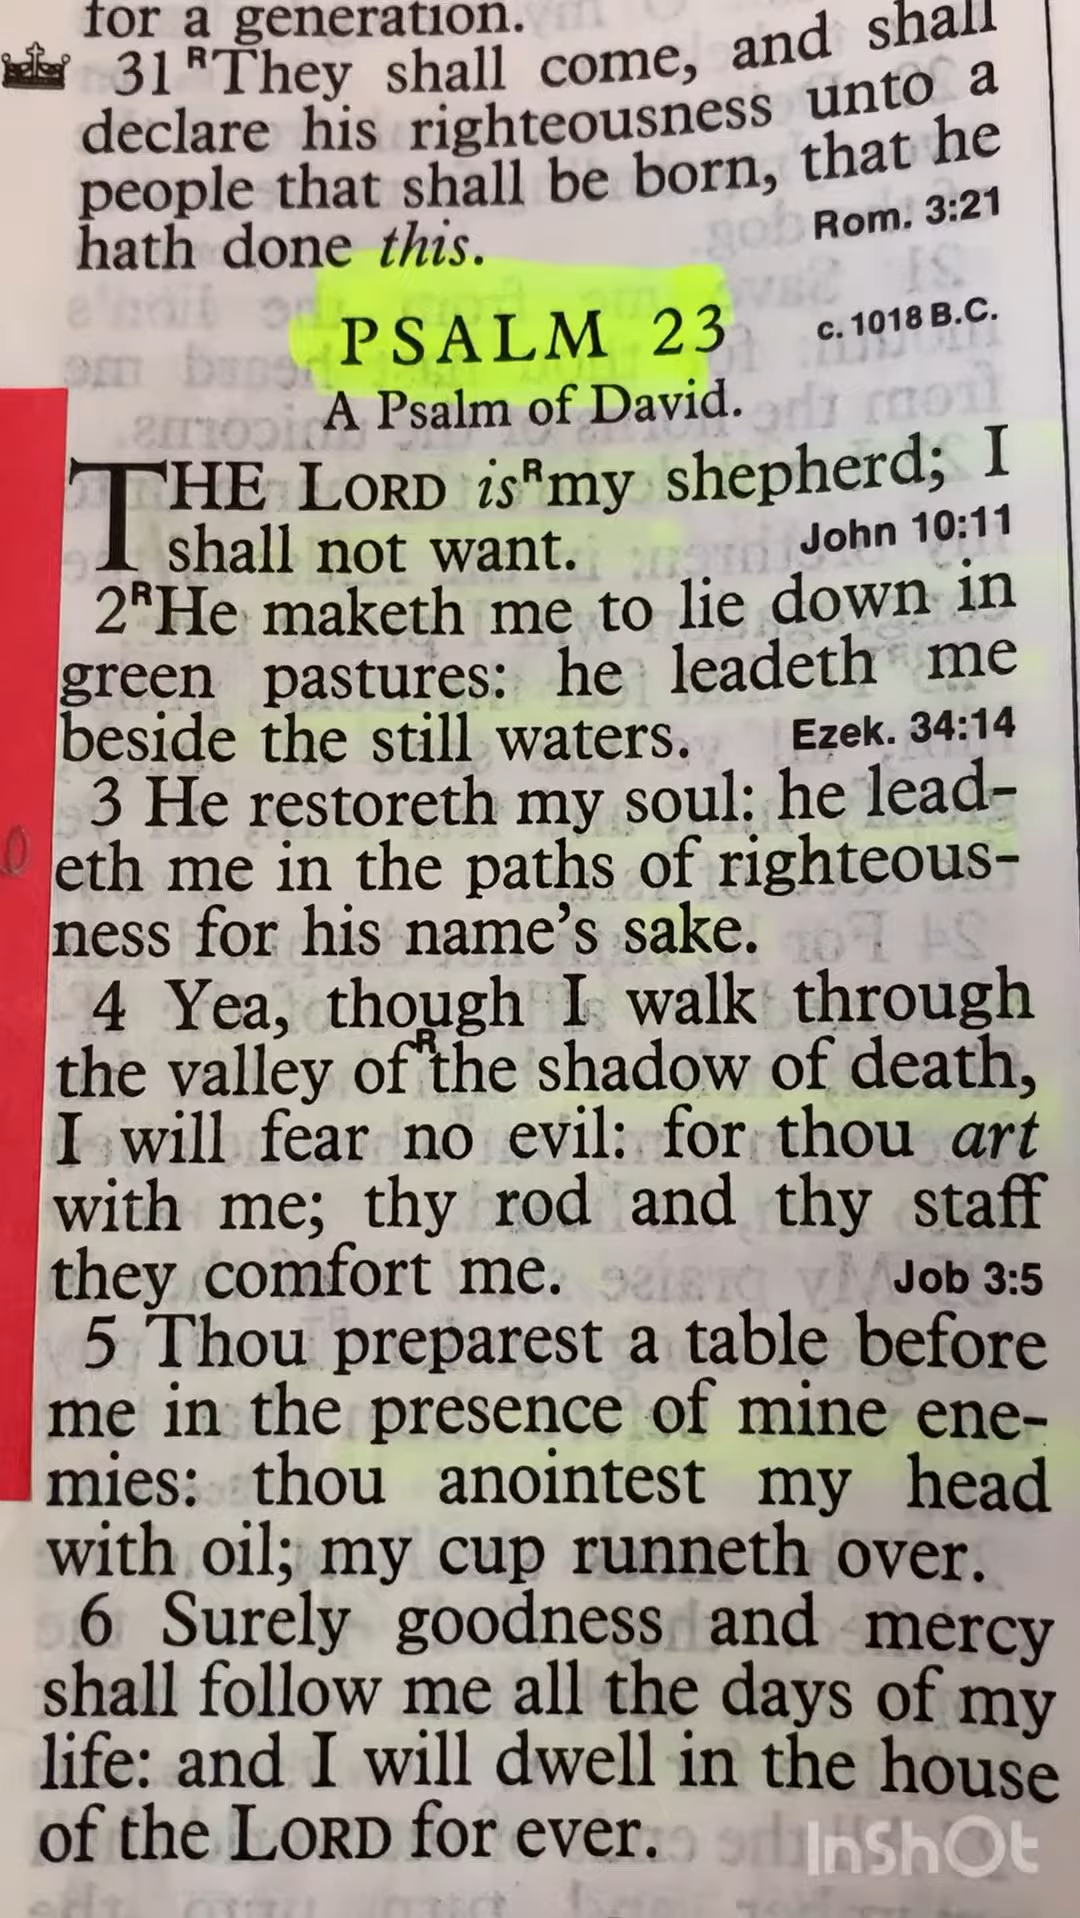 for a generation.
31 ᴿThey shall come, and shall
declare his righteousness unto a
people that shall be born, that he
hath done this. Rom. 3:21
PSALM 23 c. 1018 B.C.
A Psalm of David.
THE LORD is ᴿmy shepherd; I
shall not want. John 10:11
2 ᴿHe maketh me to lie down in
green pastures: he leadeth me
beside the still waters. Ezek. 34:14
3 He restoreth my soul: he lead-
eth me in the paths of righteous-
ness for his name's sake.
4 Yea, though I walk through
the valley of ᴿthe shadow of death,
I will fear no evil: for thou art
with me; thy rod and thy staff
they comfort me. Job 3:5
5 Thou preparest a table before
me in the presence of mine ene-
mies: thou anointest my head
with oil; my cup runneth over.
6 Surely goodness and mercy
shall follow me all the days of my
life: and I will dwell in the house
of the LORD for ever.
InShOt